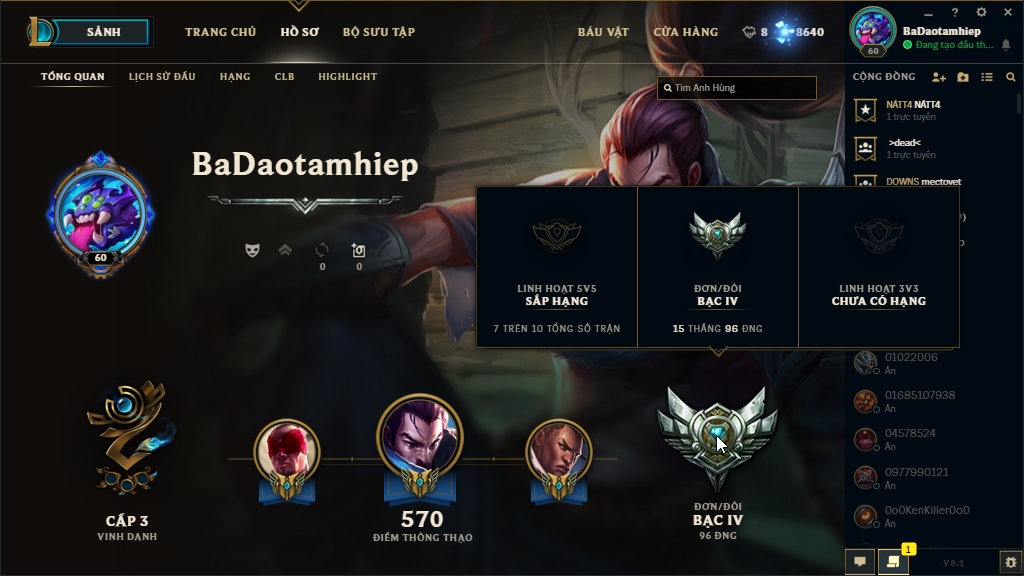 SẢNH
TRANG CHỦ
HỒ SƠ
BỘ SƯU TẬP
BÁU VẬT
CỬA HÀNG
8
8640
BaDaotamhiep
Đang tạo đấu th...
60
TỔNG QUAN
LỊCH SỬ ĐẤU
HẠNG
CLB
HIGHLIGHT
Tìm Anh Hùng
CỘNG ĐỒNG
NÁTT4 NÁTT4
1 trực tuyến
>dead<
1 trực tuyến
DOWNS mectovet
BaDaotamhiep
60
0
0
LINH HOẠT 5V5
SẮP HẠNG
7 TRÊN 10 TỔNG SỐ TRẬN
ĐƠN/ĐÔI
BẠC IV
15 THẮNG 96 ĐNG
LINH HOẠT 3V3
CHƯA CÓ HẠNG
01022006
Ẩn
01685107938
Ẩn
04578524
Ẩn
0977990121
Ẩn
0o0KenKiller0o0
Ẩn
CẤP 3
VINH DANH
570
ĐIỂM THÔNG THẠO
ĐƠN/ĐÔI
BẠC IV
96 ĐNG
1
V8.2